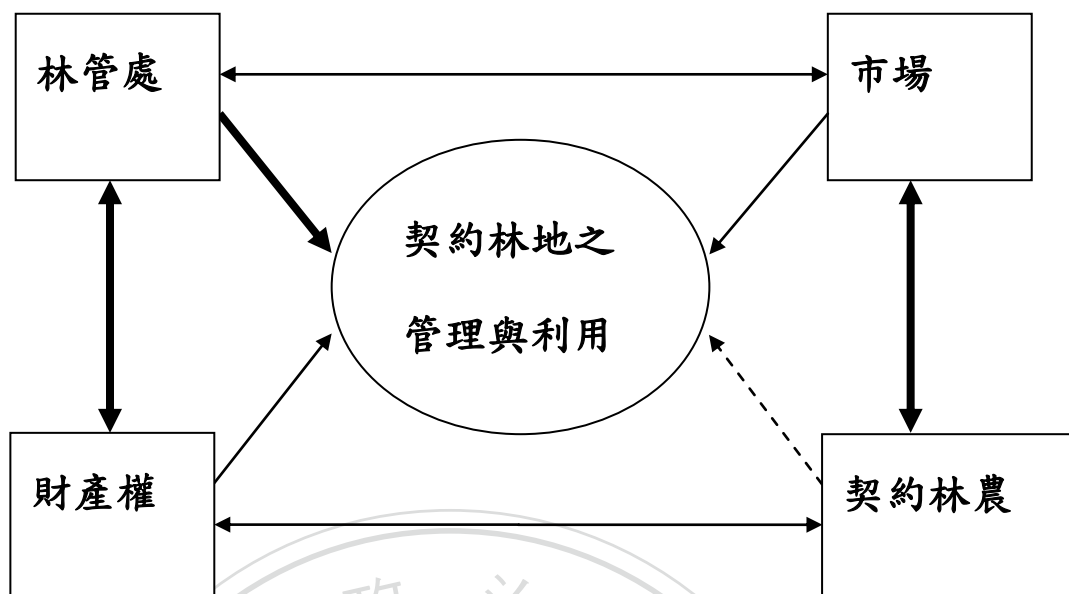 林管處
市場
契約林地之
管理與利用
財產權
契約林農